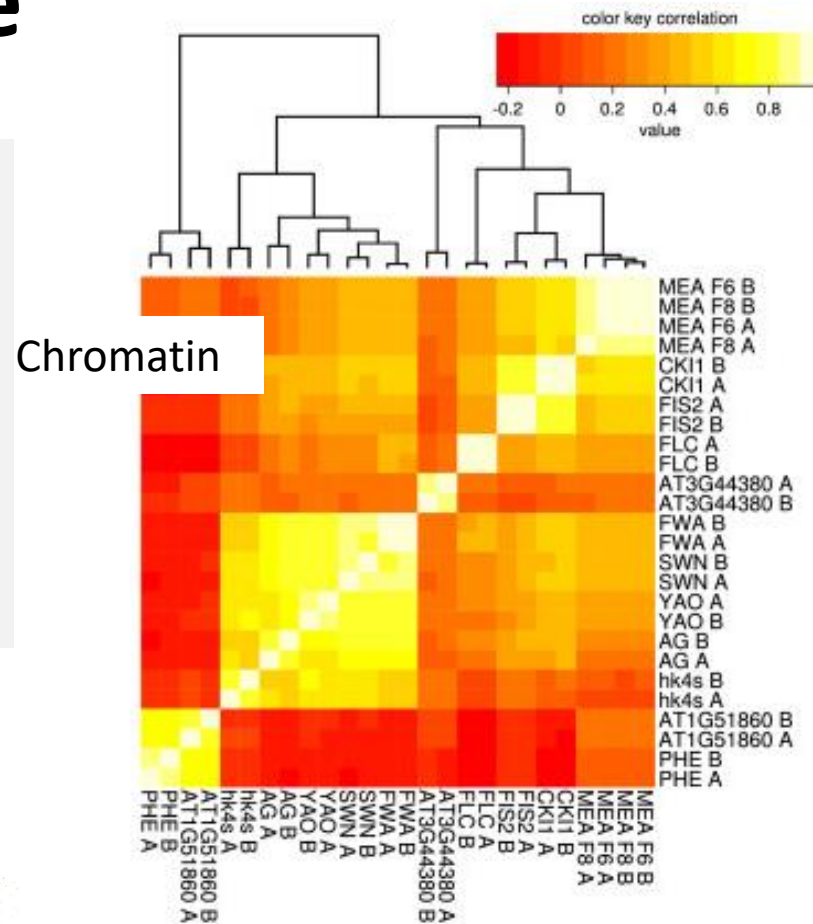 e
color key correlation
-0.2 0 0.2 0.4 0.6 0.8
value
Chromatin
MEA F6 B
MEA F8 B
MEA F6 A
MEA F8 A
CKI1 B
CKI1 A
FIS2 A
FIS2 B
FLC A
FLC B
AT3G44380 A
AT3G44380 B
FWA B
FWA A
SWN B
SWN A
YAO A
YAO B
AG B
AG A
hk4s B
hk4s A
AT1G51860 B
AT1G51860 A
PHE B
PHE A
PHE A
PHE B
AT1G51860 A
AT1G51860 B
hk4s A
hk4s B
AG A
AG B
YAO B
YAO A
SWN A
SWN B
FWA A
FWA B
AT3G44380 B
AT3G44380 A
FLC B
FLC A
FIS2 B
FIS2 A
CKI1 A
CKI1 B
MEA F8 A
MEA F6 A
MEA F8 B
MEA F6 B